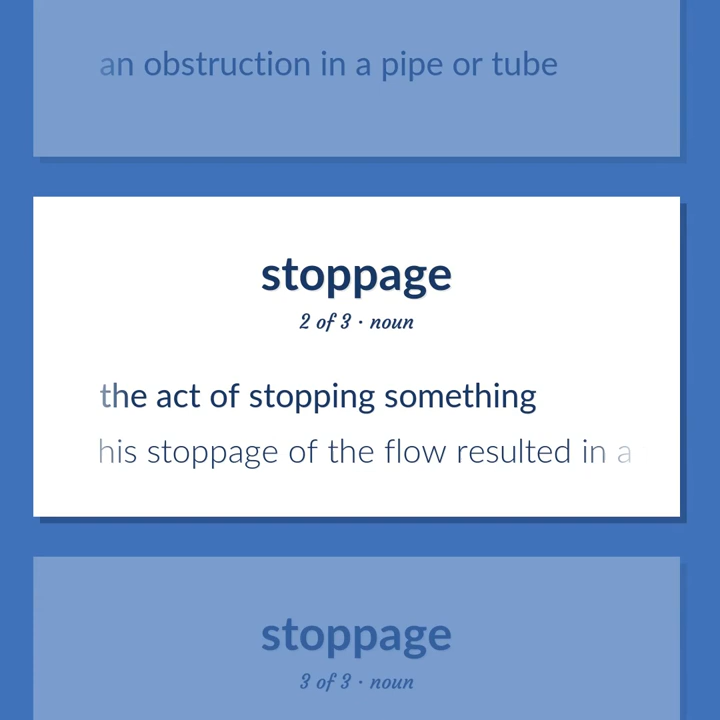 an obstruction in a pipe or tube
stoppage
2 of 3 · noun
the act of stopping something
his stoppage of the flow resulted in a
stoppage
3 of 3 · noun